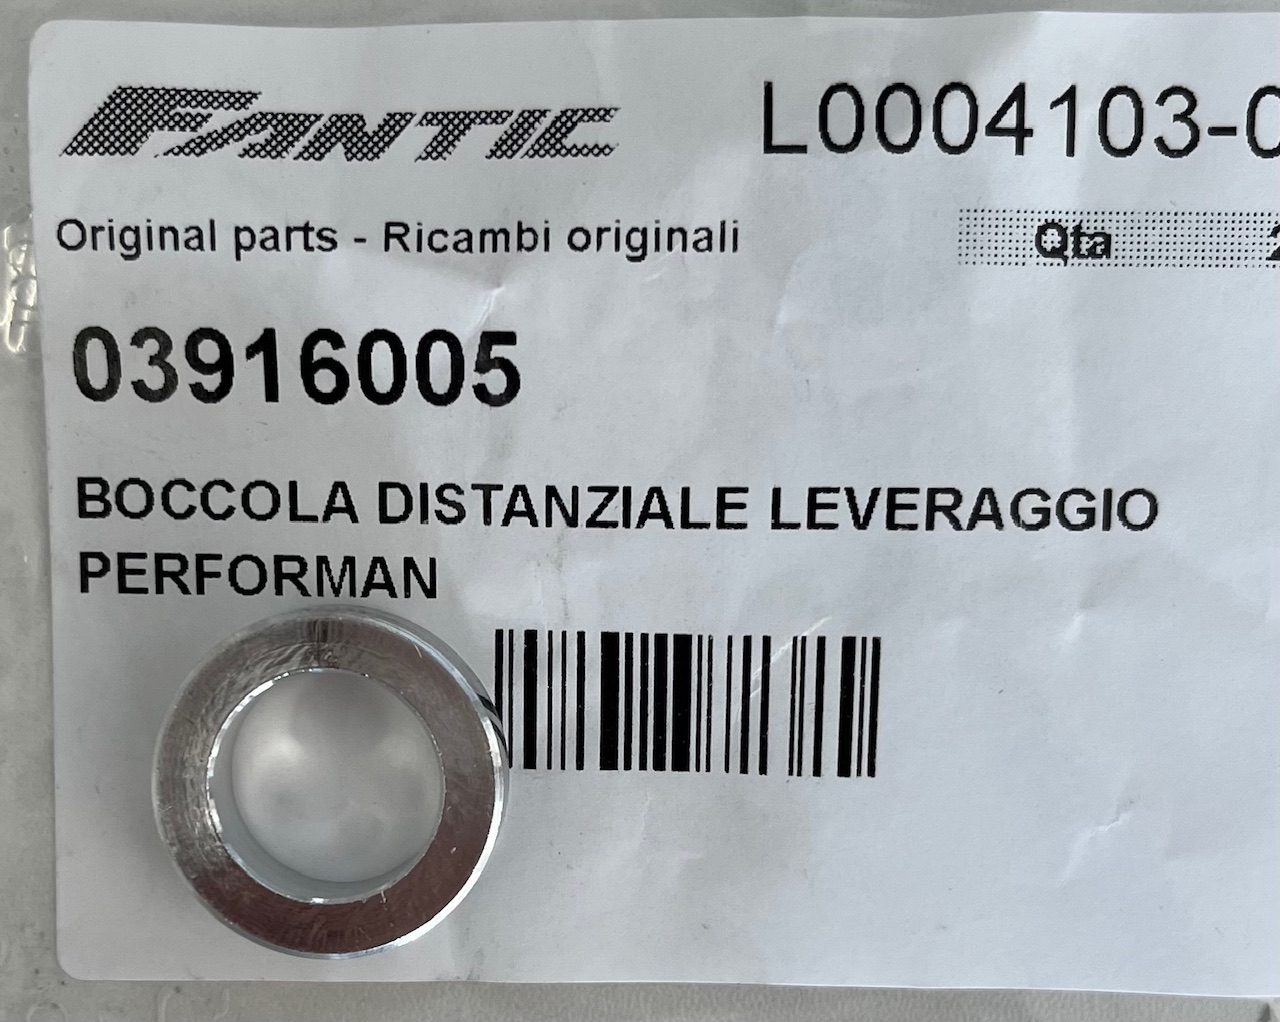 FANTIC L0004103-0
Original parts - Ricambi originali Qta
03916005
BOCCOLA DISTANZIALE LEVERAGGIO
PERFORMAN